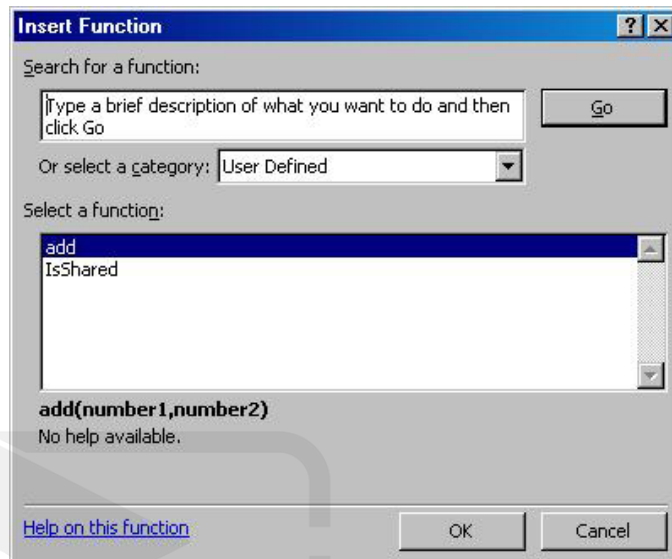 Insert Function
Search for a function:
Type a brief description of what you want to do and then
click Go
Go
Or select a category: User Defined
Select a function:
add
IsShared
add(number1,number2)
No help available.
Help on this function
OK
Cancel